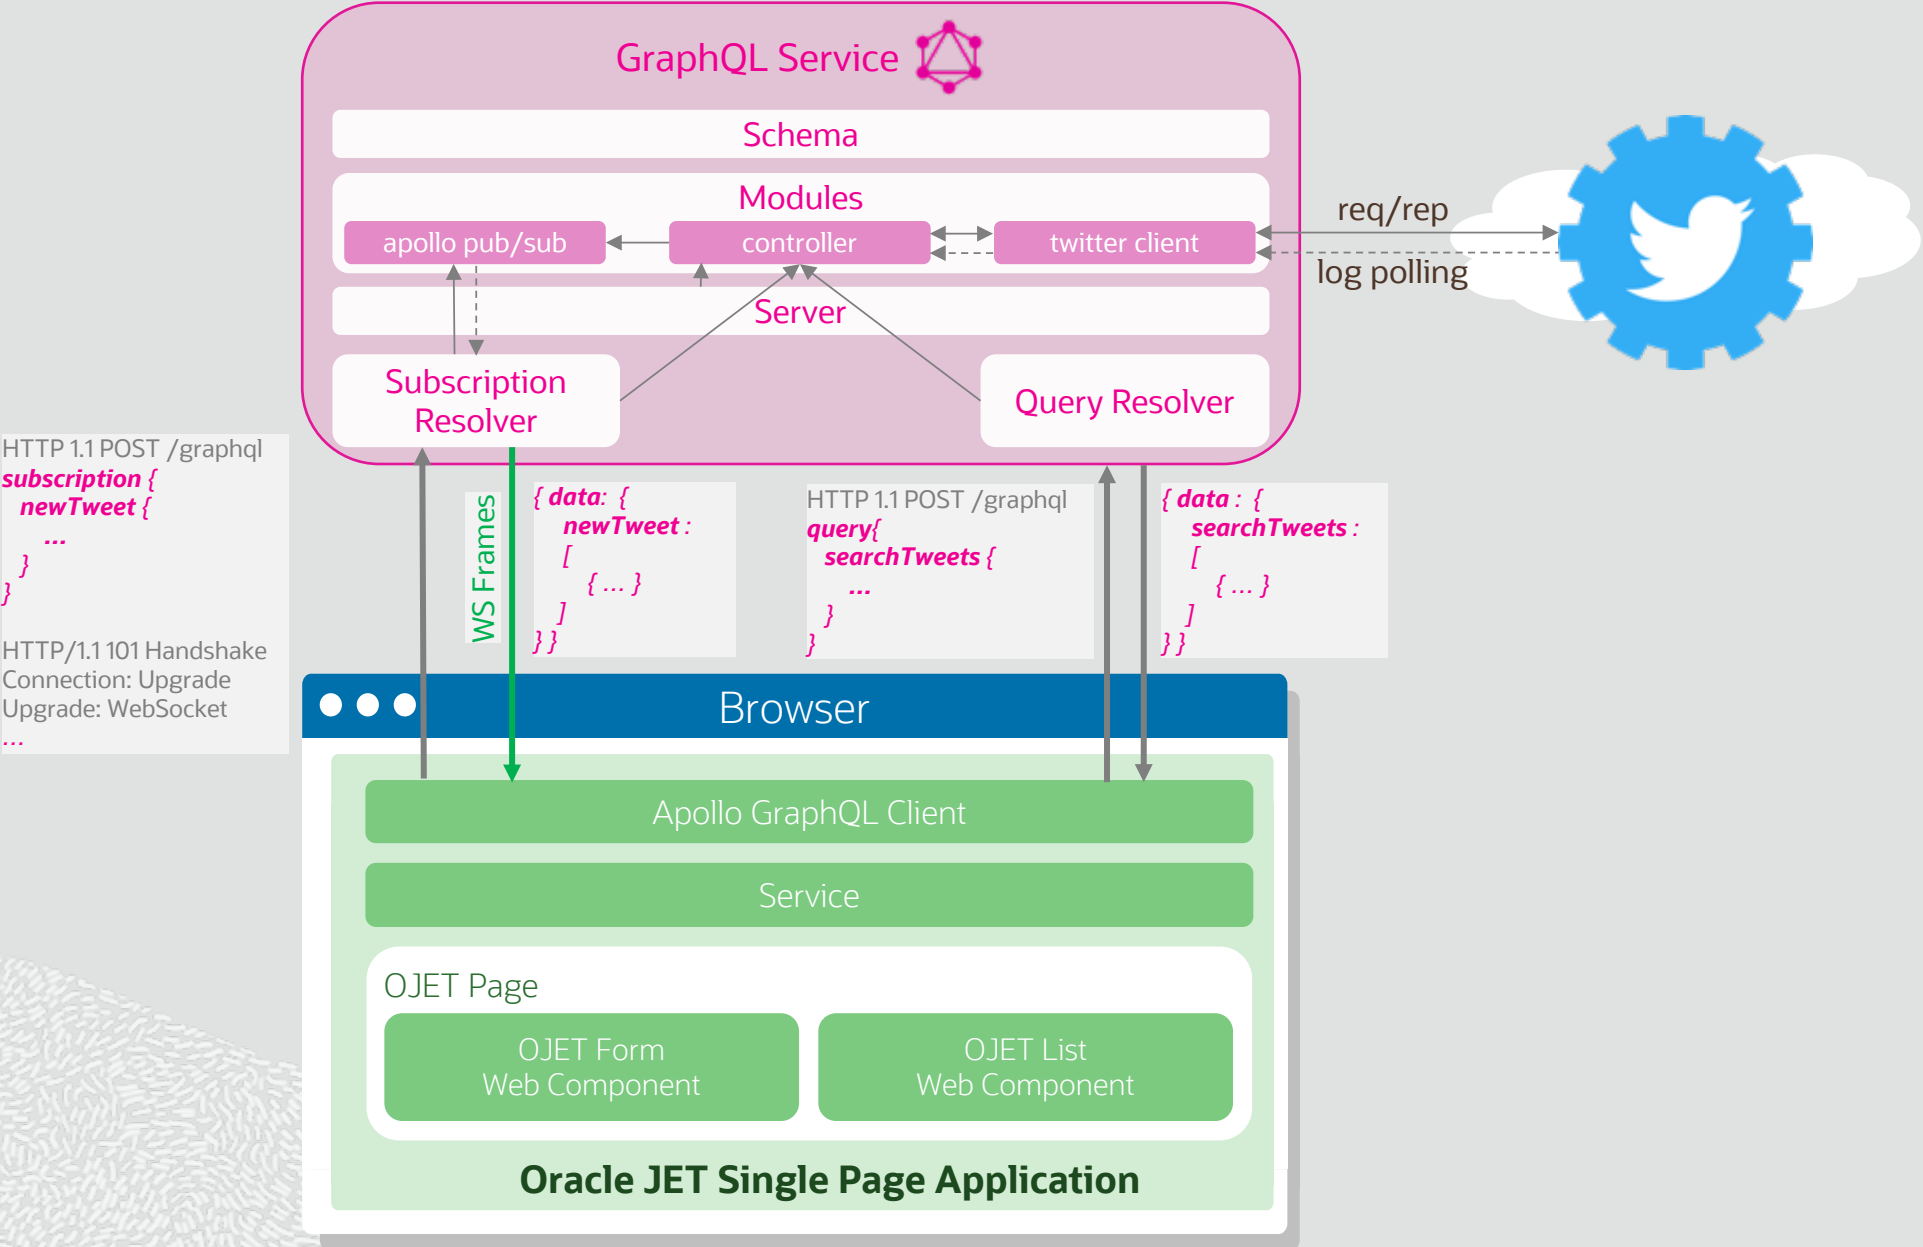 GraphQL Service
Schema
Modules
apollo pub/sub
controller
twitter client
req/rep
log polling
Server
Subscription
Resolver
Query Resolver
HTTP 1.1 POST /graphql
subscription {
newTweet {
...
}
}
HTTP/1.1 101 Handshake
Connection: Upgrade
Upgrade: WebSocket
...
WS Frames
{ data: {
newTweet :
[
{ ... }
]
} }
HTTP 1.1 POST /graphql
query{
searchTweets {
...
}
}
{ data : {
searchTweets :
[
{ ... }
]
} }
Browser
Apollo GraphQL Client
Service
OJET Page
OJET Form
Web Component
OJET List
Web Component
Oracle JET Single Page Application